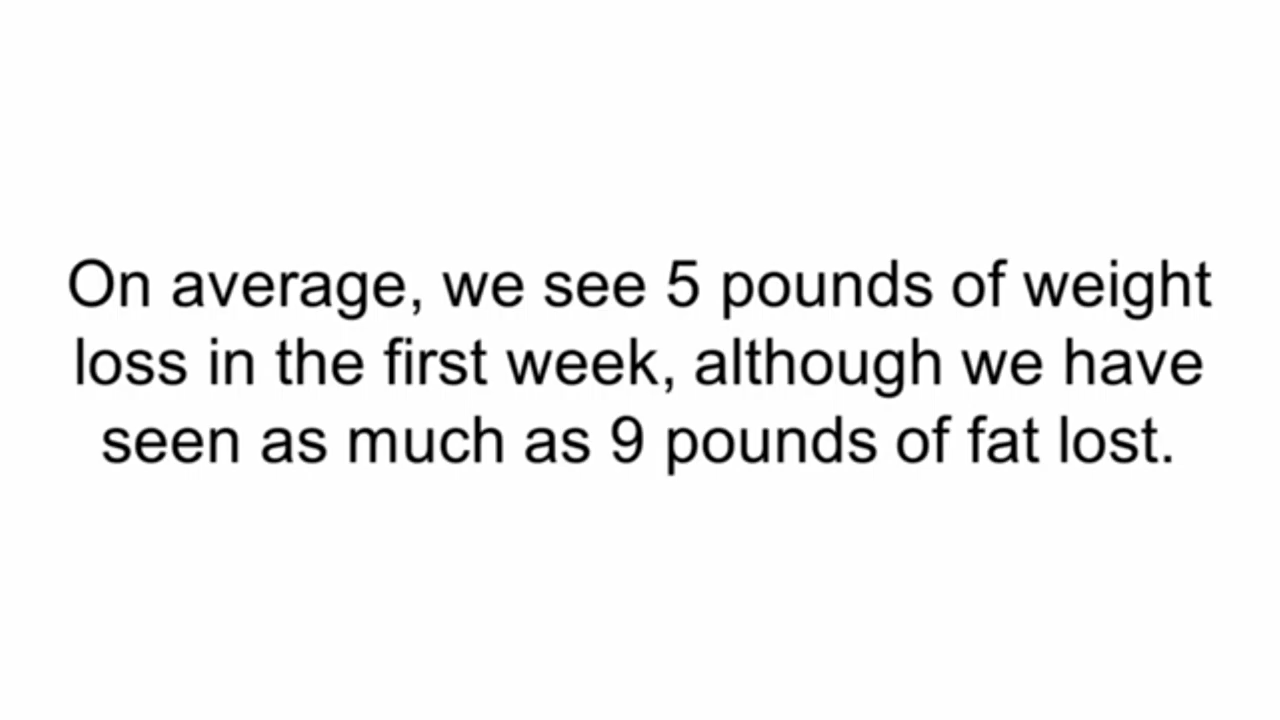 On average, we see 5 pounds of weight
loss in the first week, although we have
seen as much as 9 pounds of fat lost.